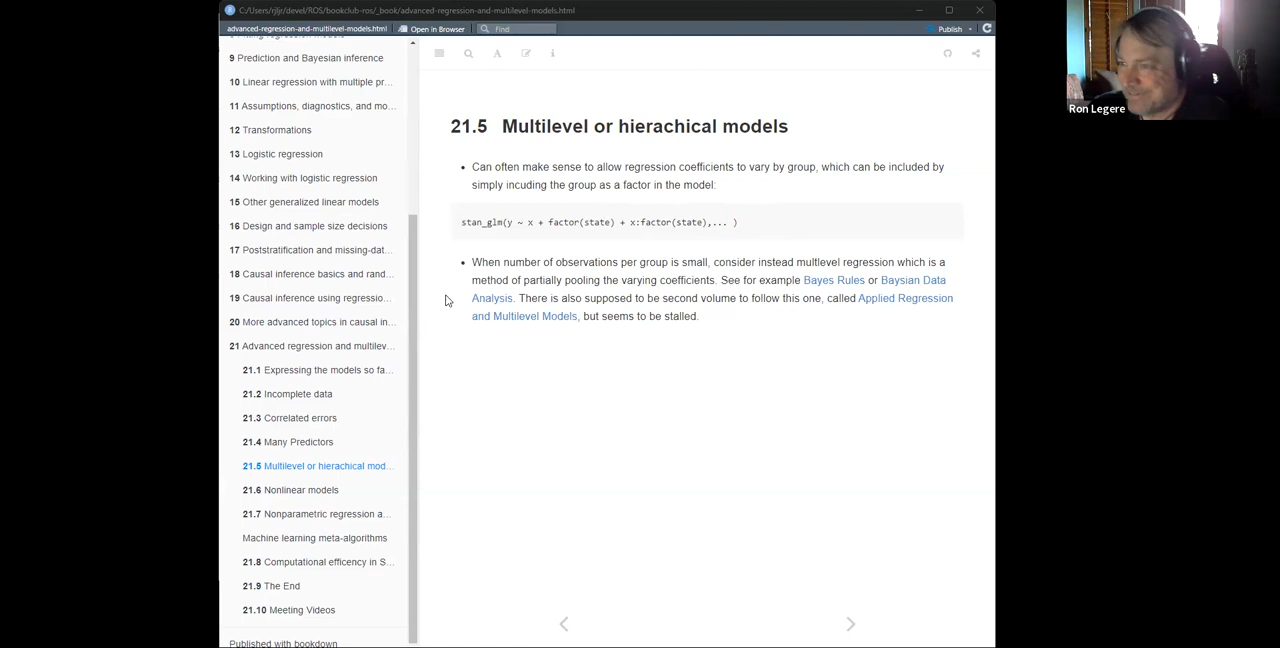 C:/Users/rjljr/devel/ROS/bookclub-ros/_book/advanced-regression-and-multilevel-models.html
advanced-regression-and-multilevel-models.html Open in Browser Find Publish
9 Prediction and Bayesian inference
10 Linear regression with multiple pr...
11 Assumptions, diagnostics, and mo...
12 Transformations
13 Logistic regression
14 Working with logistic regression
15 Other generalized linear models
16 Design and sample size decisions
17 Poststratification and missing-dat...
18 Causal inference basics and rand...
19 Causal inference using regressio...
20 More advanced topics in causal in...
21 Advanced regression and multilev...
21.1 Expressing the models so fa...
21.2 Incomplete data
21.3 Correlated errors
21.4 Many Predictors
21.5 Multilevel or hierachical mod...
21.6 Nonlinear models
21.7 Nonparametric regression a...
Machine learning meta-algorithms
21.8 Computational efficency in S...
21.9 The End
21.10 Meeting Videos
Published with bookdown
21.5 Multilevel or hierachical models
• Can often make sense to allow regression coefficients to vary by group, which can be included by
simply incuding the group as a factor in the model:
stan_glm(y ~ x + factor(state) + x:factor(state),... )
• When number of observations per group is small, consider instead multlevel regression which is a
method of partially pooling the varying coefficients. See for example Bayes Rules or Baysian Data
Analysis. There is also supposed to be second volume to follow this one, called Applied Regression
and Multilevel Models, but seems to be stalled.
Ron Legere